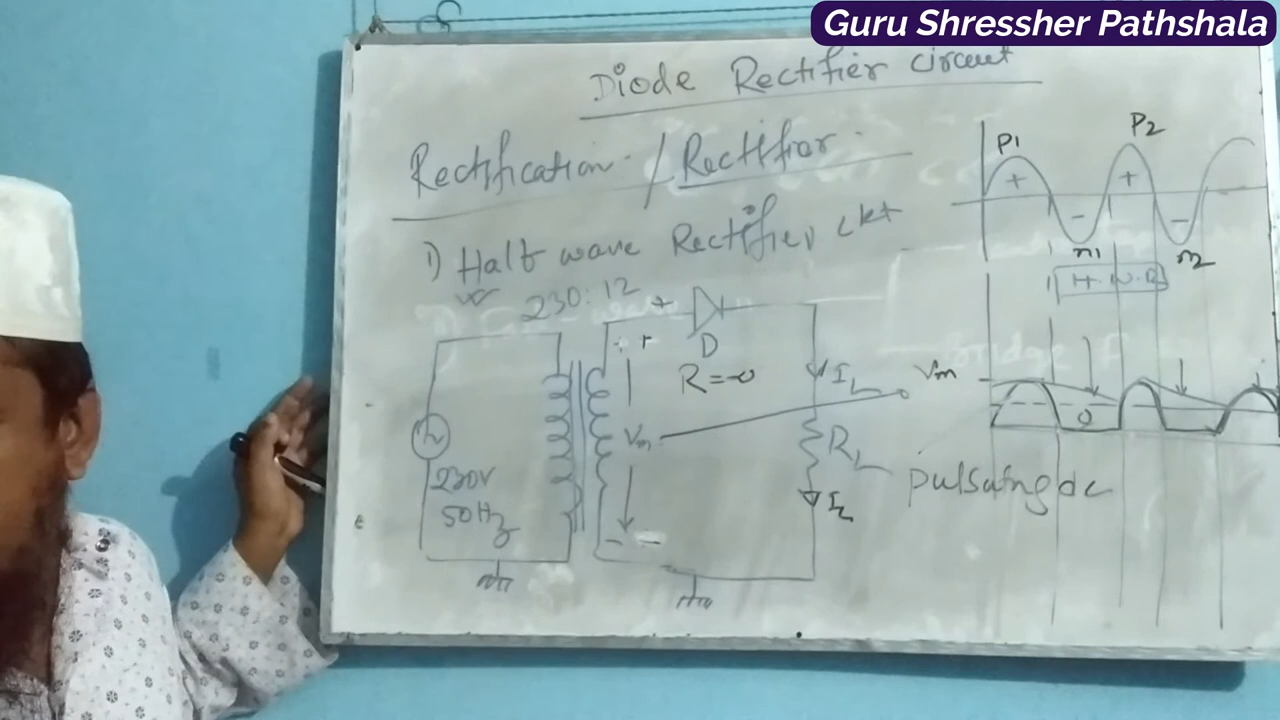 Guru Shressher Pathshala
Diode Rectifier circuit
Rectification / Rectifier
1) Half wave Rectifier ckt
230:12
+
D
R=0
+
Vm
-
230V
50Hz
IL
RL
IL
P1
P2
+
+
-
-
n1
n2
H.W.R
Vm
0
pulsating dc